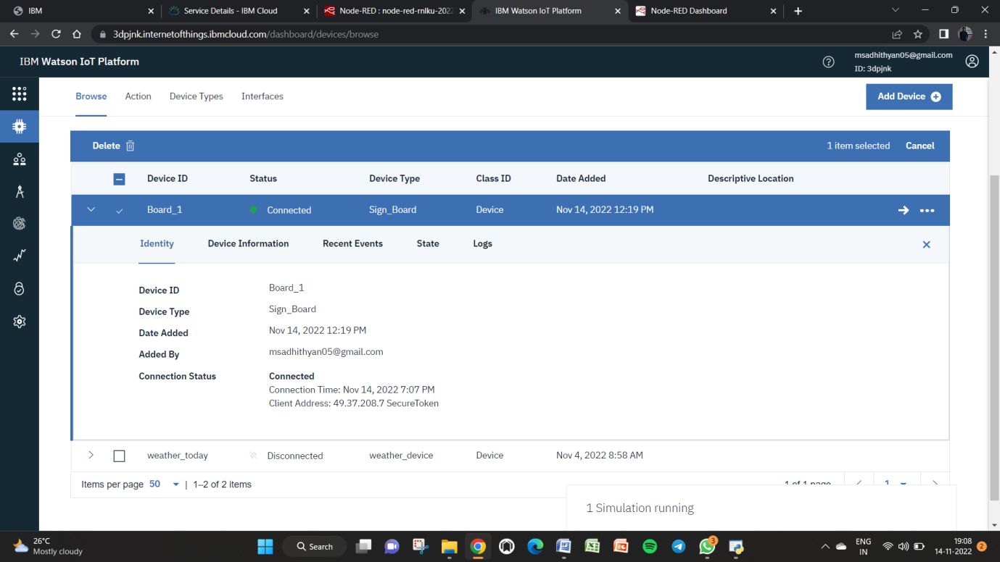 IBM
Service Details - IBM Cloud
Node-RED : node-red-rnlku-2022
IBM Watson IoT Platform
Node-RED Dashboard
3dpjnk.internetofthings.ibmcloud.com/dashboard/devices/browse
IBM Watson IoT Platform
msadhithyan05@gmail.com
ID: 3dpjnk
Browse Action Device Types Interfaces
Add Device
Delete
1 item selected Cancel
Device ID Status Device Type Class ID Date Added Descriptive Location
Board_1 Connected Sign_Board Device Nov 14, 2022 12:19 PM
Identity Device Information Recent Events State Logs
Device ID Board_1
Device Type Sign_Board
Date Added Nov 14, 2022 12:19 PM
Added By msadhithyan05@gmail.com
Connection Status Connected
Connection Time: Nov 14, 2022 7:07 PM
Client Address: 49.37.208.7 SecureToken
weather_today Disconnected weather_device Device Nov 4, 2022 8:58 AM
Items per page 50 | 1–2 of 2 items
1 of 1 page 1
1 Simulation running
26°C
Mostly cloudy
Search
3
ENG
IN
19:08
14-11-2022
2